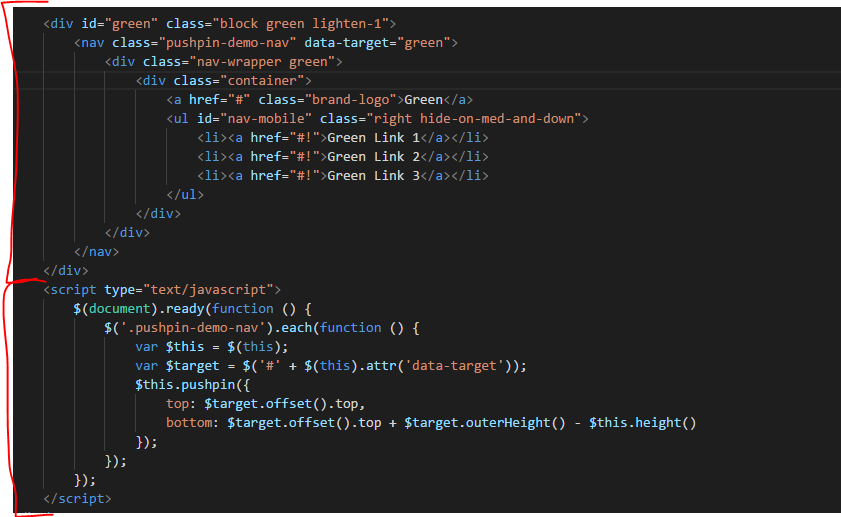 <div id="green" class="block green lighten-1">
<nav class="pushpin-demo-nav" data-target="green">
<div class="nav-wrapper green">
<div class="container">
<a href="#" class="brand-logo">Green</a>
<ul id="nav-mobile" class="right hide-on-med-and-down">
<li><a href="#!">Green Link 1</a></li>
<li><a href="#!">Green Link 2</a></li>
<li><a href="#!">Green Link 3</a></li>
</ul>
</div>
</div>
</nav>
</div>
<script type="text/javascript">
$(document).ready(function () {
$('.pushpin-demo-nav').each(function () {
var $this = $(this);
var $target = $('#' + $(this).attr('data-target'));
$this.pushpin({
top: $target.offset().top,
bottom: $target.offset().top + $target.outerHeight() - $this.height()
});
});
});
</script>